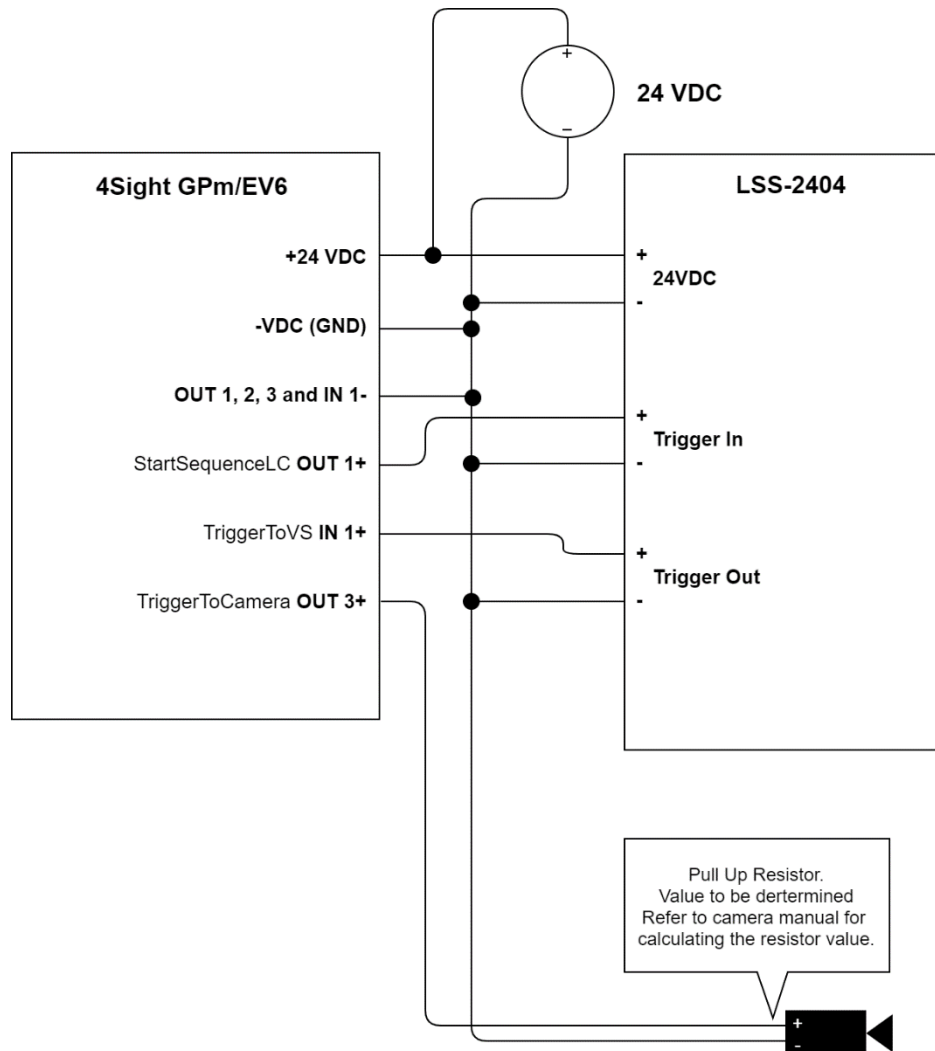 +
24 VDC
–
4Sight GPm/EV6
+24 VDC
-VDC (GND)
OUT 1, 2, 3 and IN 1-
StartSequenceLC OUT 1+
TriggerToVS IN 1+
TriggerToCamera OUT 3+
LSS-2404
+
24VDC
-
+
Trigger In
-
+
Trigger Out
-
Pull Up Resistor.
Value to be dertermined
Refer to camera manual for
calculating the resistor value.
+
-